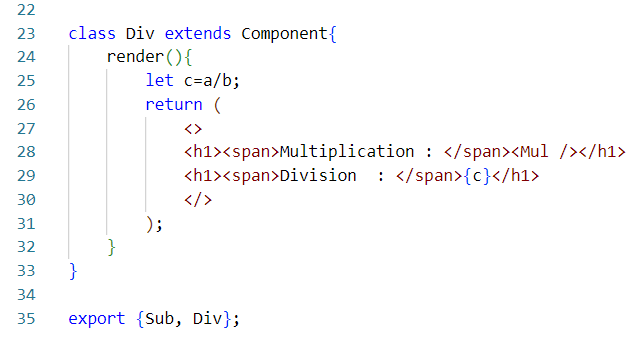 22
23 class Div extends Component{
24 render(){
25 let c=a/b;
26 return (
27 <>
28 <h1><span>Multiplication : </span><Mul /></h1>
29 <h1><span>Division  : </span>{c}</h1>
30 </>
31 );
32 }
33 }
34
35 export {Sub, Div};